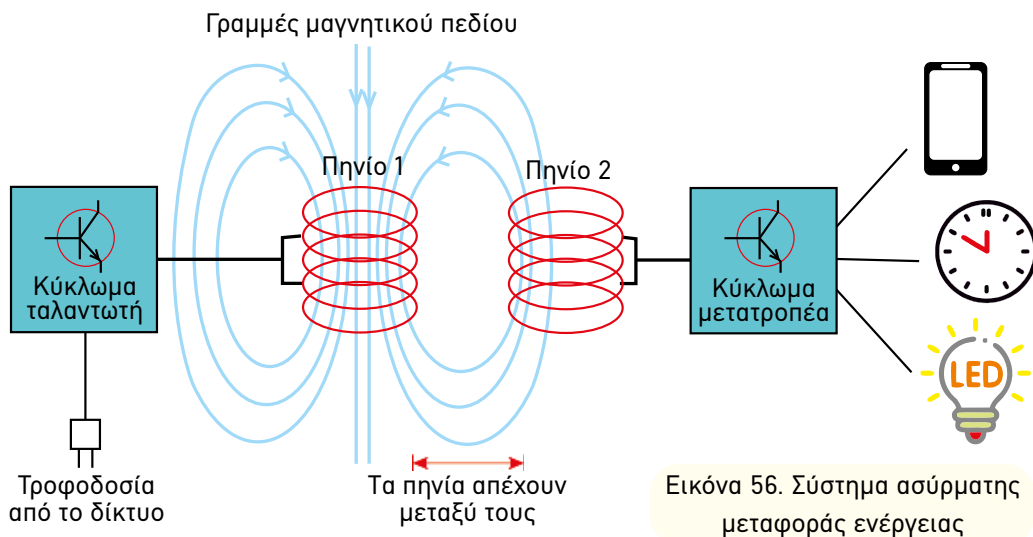 Γραμμές μαγνητικού πεδίου
Πηνίο 1
Πηνίο 2
Κύκλωμα
ταλαντωτή
Κύκλωμα
μετατροπέα
LED
Τροφοδοσία
από το δίκτυο
Τα πηνία απέχουν
μεταξύ τους
Εικόνα 56. Σύστημα ασύρματης
μεταφοράς ενέργειας